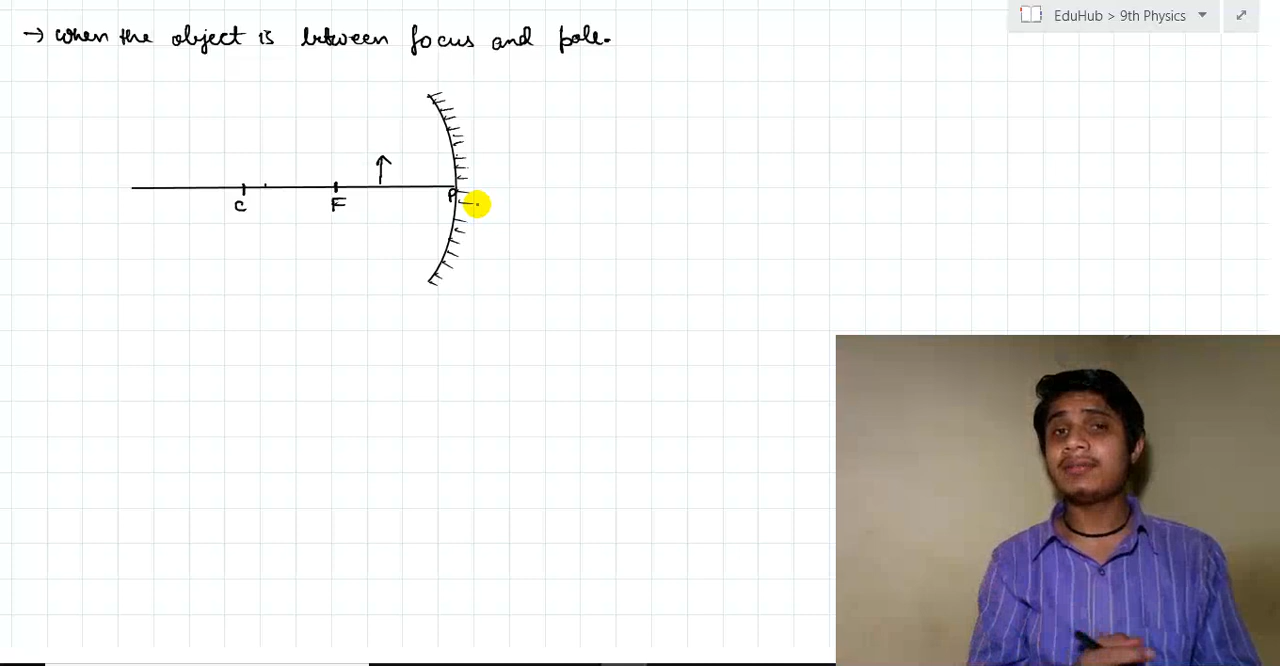 → when the object is between focus and pole.
EduHub > 9th Physics
C
F
P